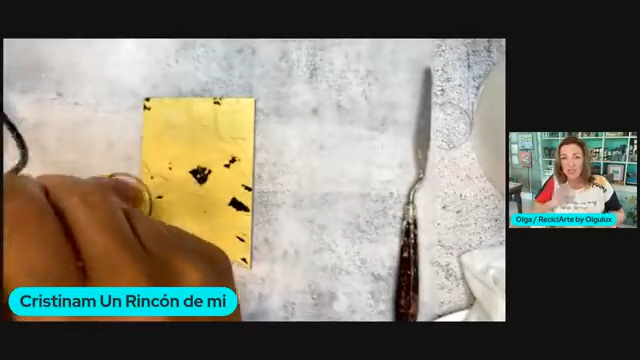 Cristinam Un Rincón de mi
Olga / ReciclArte by Olguiux